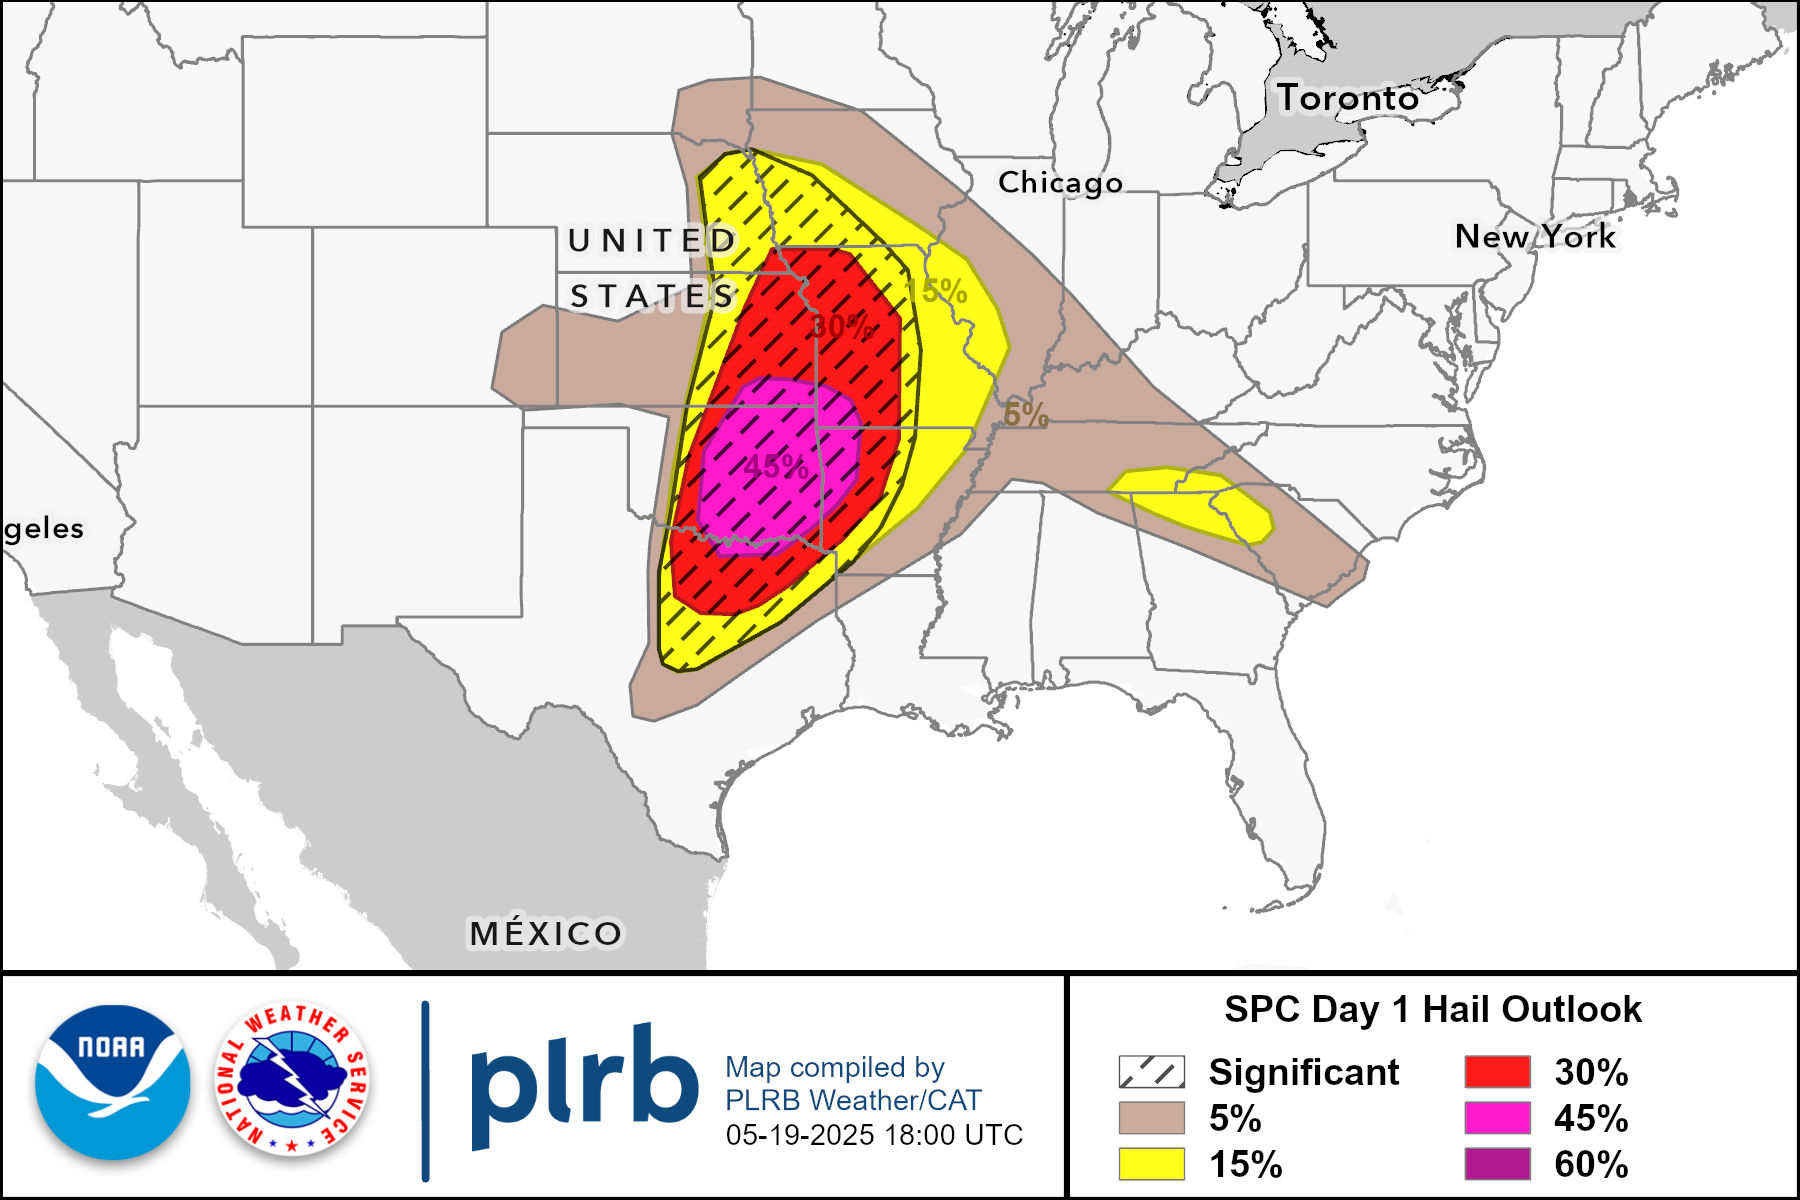 Toronto
Chicago
New York
UNITED
STATES
15%
30%
5%
45%
geles
MÉXICO
NOAA
NATIONAL WEATHER SERVICE
plrb
Map compiled by
PLRB Weather/CAT
05-19-2025 18:00 UTC
SPC Day 1 Hail Outlook
Significant
5%
15%
30%
45%
60%